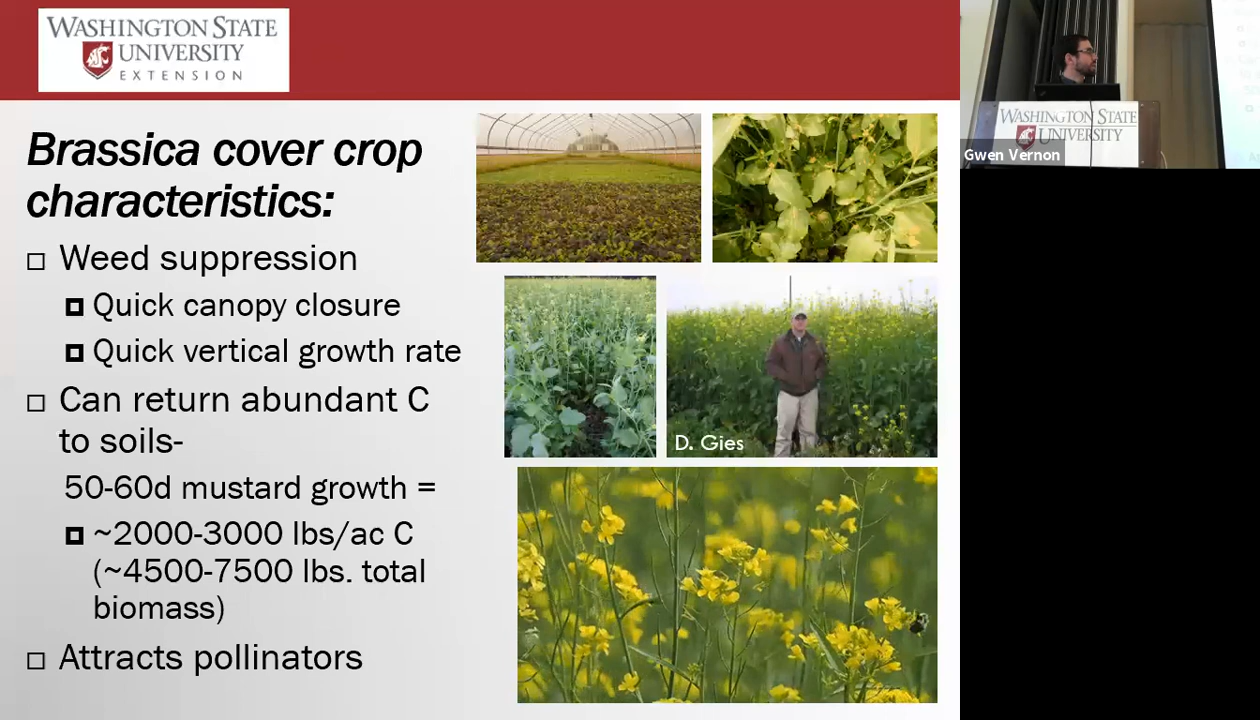 WASHINGTON STATE
UNIVERSITY
EXTENSION
Brassica cover crop
characteristics:
Weed suppression
Quick canopy closure
Quick vertical growth rate
Can return abundant C
to soils-
50-60d mustard growth =
~2000-3000 lbs/ac C
(~4500-7500 lbs. total
biomass)
Attracts pollinators
D. Gies
WASHINGTON STATE
UNIVERSITY
Gwen Vernon